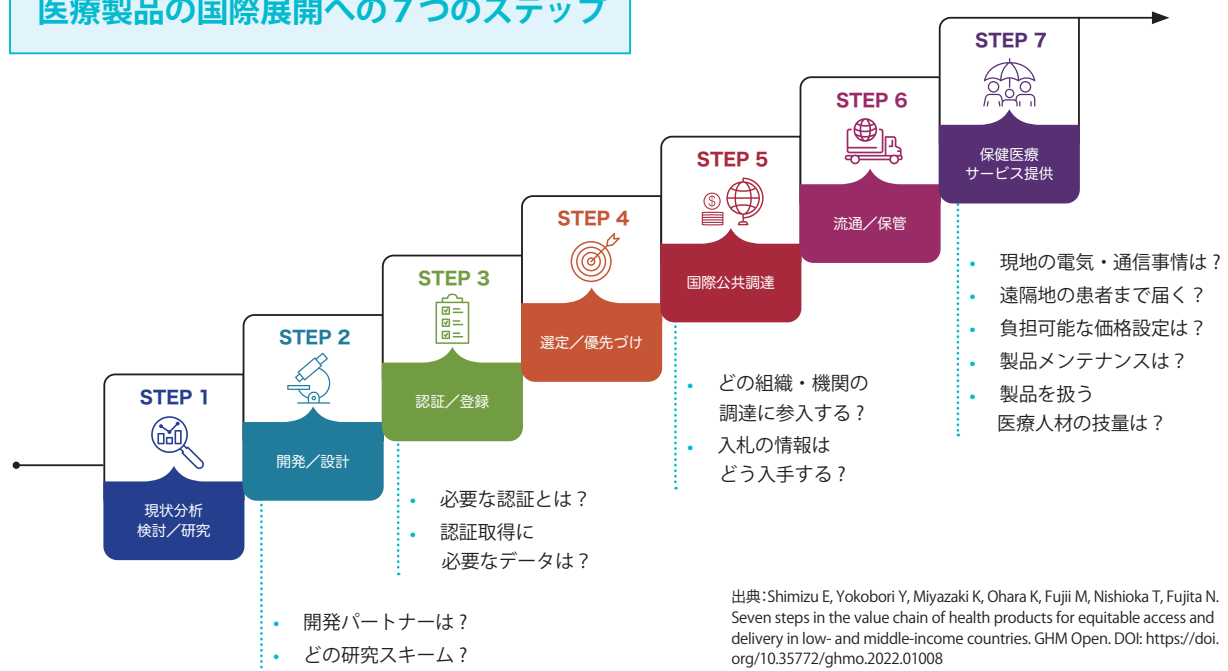 医療製品の国際展開への7つのステップ
STEP 1
現状分析
検討／研究
STEP 2
開発／設計
• 開発パートナーは？
• どの研究スキーム？
STEP 3
認証／登録
• 必要な認証とは？
• 認証取得に
必要なデータは？
STEP 4
選定／優先づけ
STEP 5
$
国際公共調達
• どの組織・機関の
調達に参入する？
• 入札の情報は
どう入手する？
STEP 6
流通／保管
STEP 7
保健医療
サービス提供
• 現地の電気・通信事情は？
• 遠隔地の患者まで届く？
• 負担可能な価格設定は？
• 製品メンテナンスは？
• 製品を扱う
医療人材の技量は？
出典：Shimizu E, Yokobori Y, Miyazaki K, Ohara K, Fujii M, Nishioka T, Fujita N.
Seven steps in the value chain of health products for equitable access and
delivery in low- and middle-income countries. GHM Open. DOI: https://doi.
org/10.35772/ghmo.2022.01008